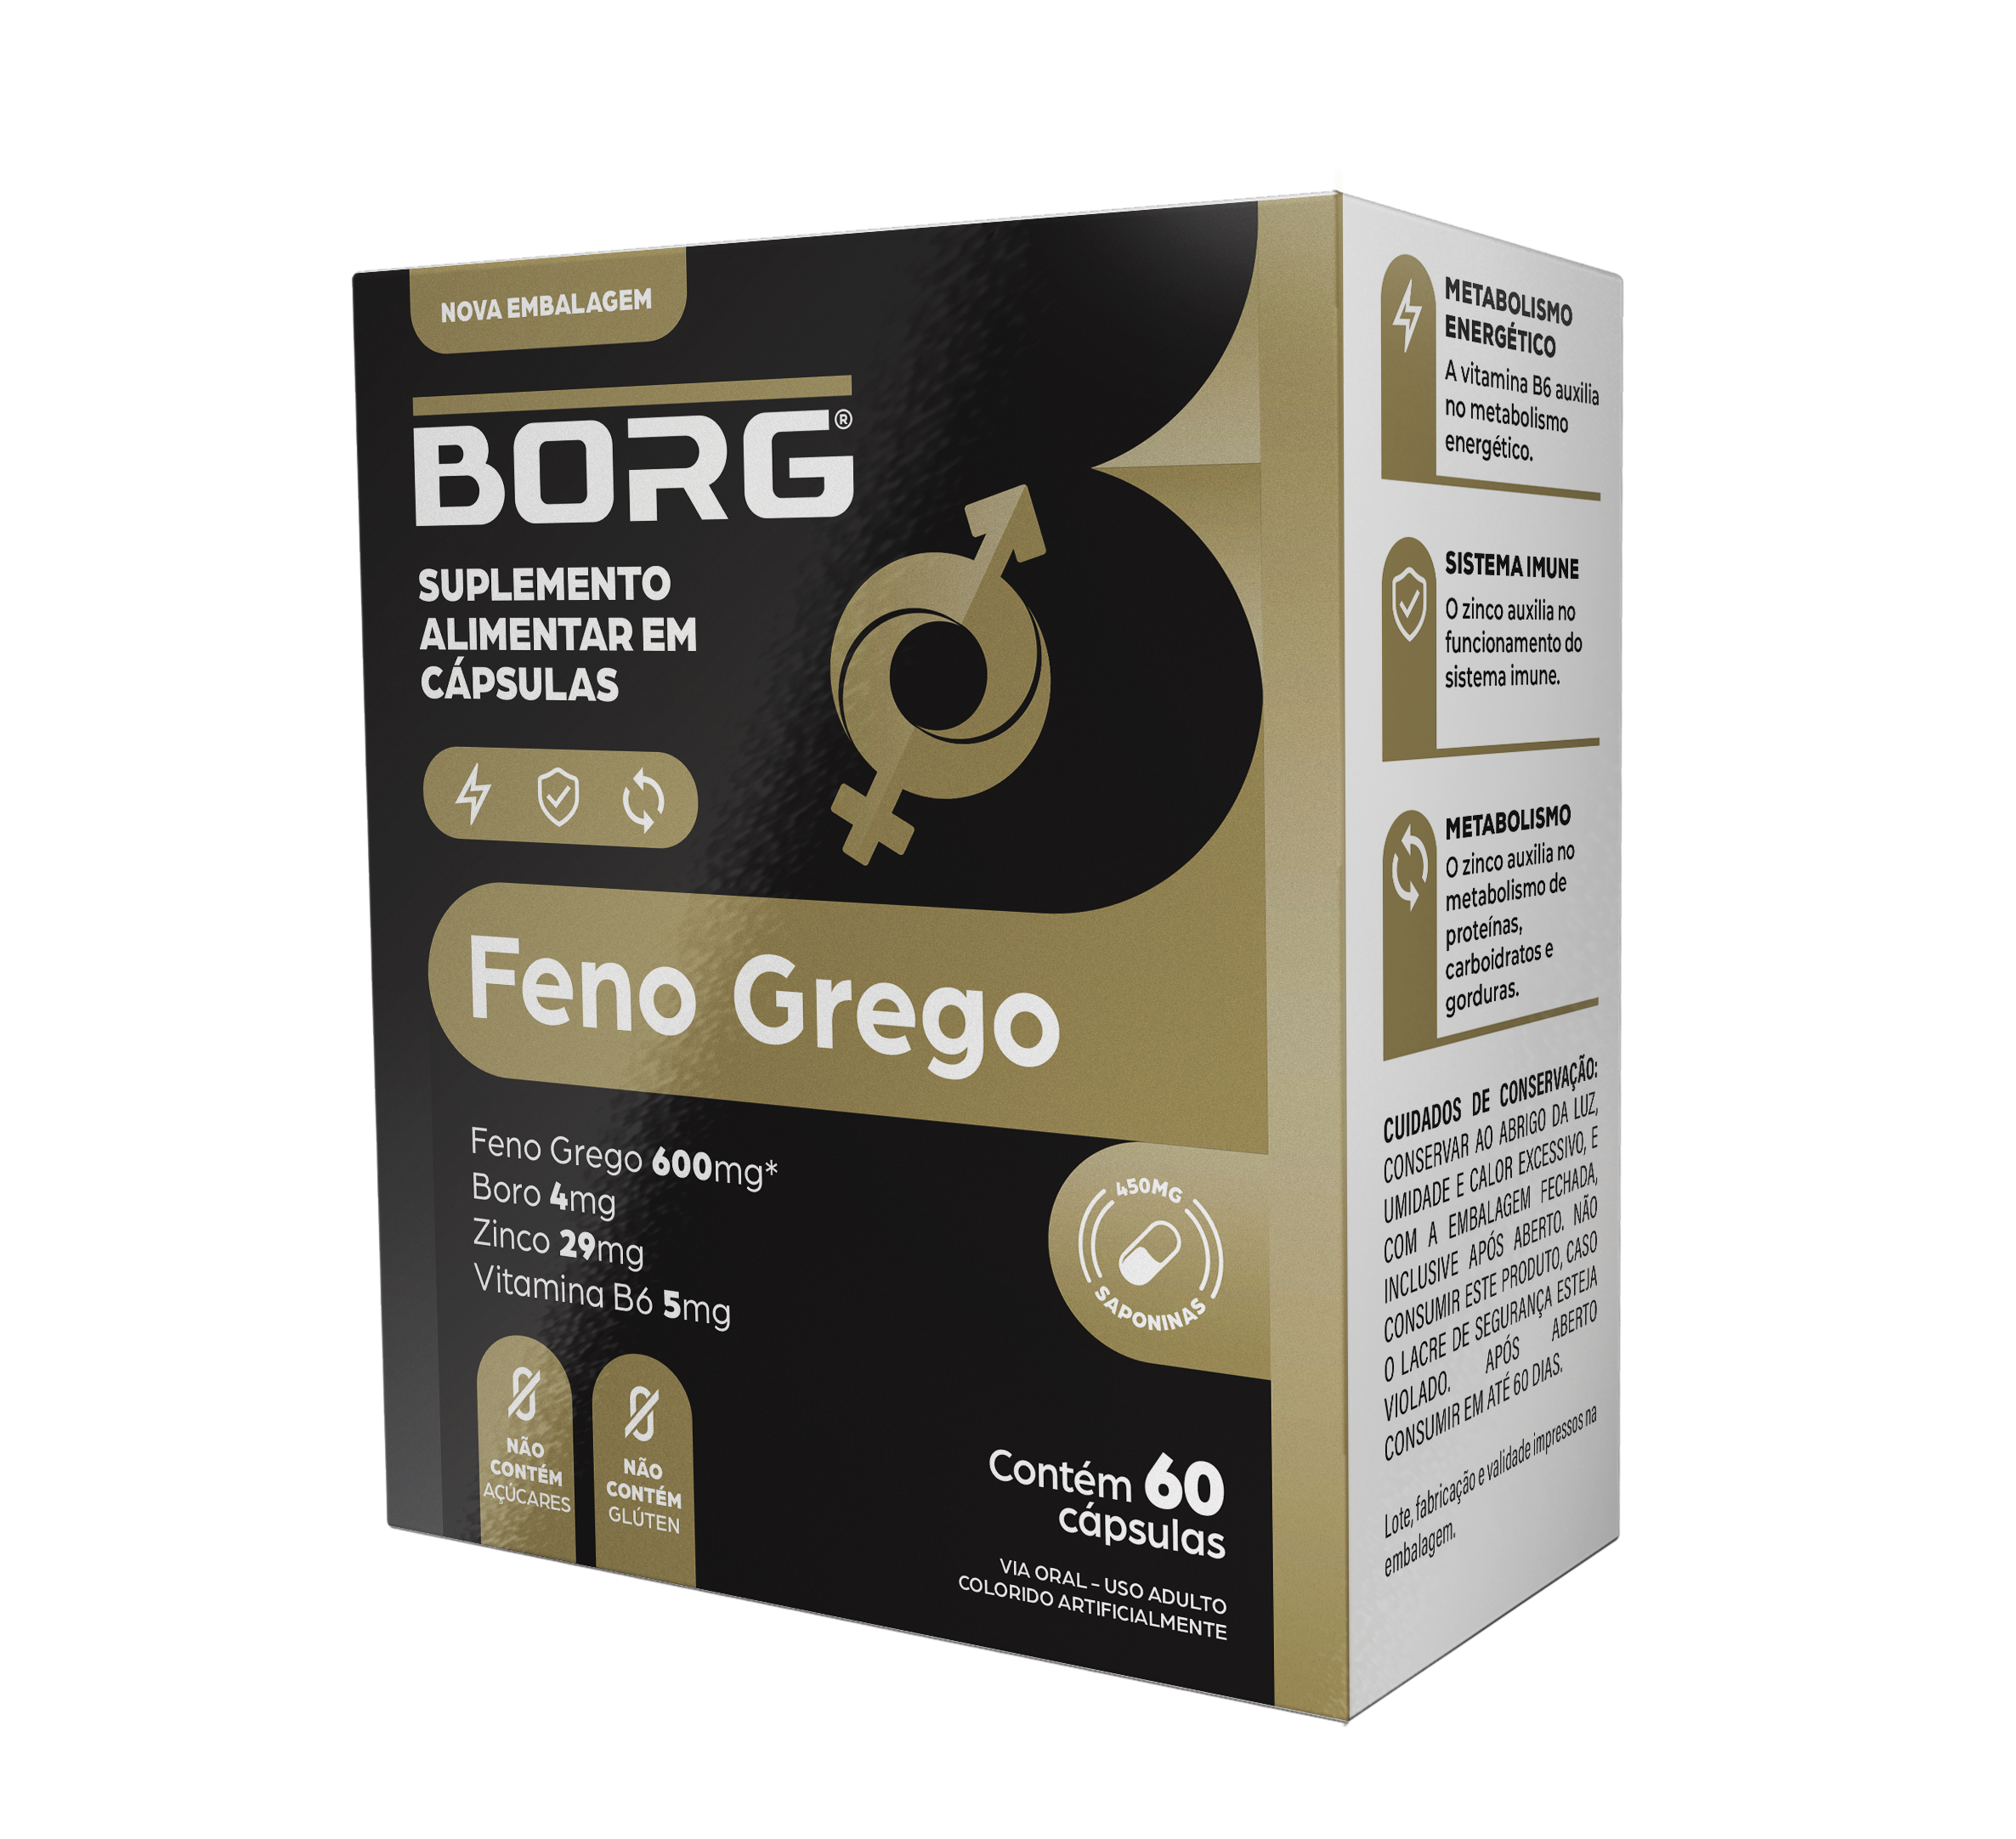 NOVA EMBALAGEM
BORG®
SUPLEMENTO
ALIMENTAR EM
CÁPSULAS
Feno Grego
Feno Grego 600mg*
Boro 4mg
Zinco 29mg
Vitamina B6 5mg
450MG
SAPONINAS
NÃO
CONTÉM
AÇÚCARES
NÃO
CONTÉM
GLÚTEN
Contém 60
cápsulas
VIA ORAL – USO ADULTO
COLORIDO ARTIFICIALMENTE
METABOLISMO
ENERGÉTICO
A vitamina B6 auxilia
no metabolismo
energético.
SISTEMA IMUNE
O zinco auxilia no
funcionamento do
sistema imune.
METABOLISMO
O zinco auxilia no
metabolismo de
proteínas,
carboidratos e
gorduras.
CUIDADOS DE CONSERVAÇÃO:
CONSERVAR AO ABRIGO DA LUZ,
UMIDADE E CALOR EXCESSIVO, E
COM A EMBALAGEM FECHADA,
INCLUSIVE APÓS ABERTO. NÃO
CONSUMIR ESTE PRODUTO, CASO
O LACRE DE SEGURANÇA ESTEJA
VIOLADO. APÓS ABERTO
CONSUMIR EM ATÉ 60 DIAS.
Lote, fabricação e validade impressos na
embalagem.